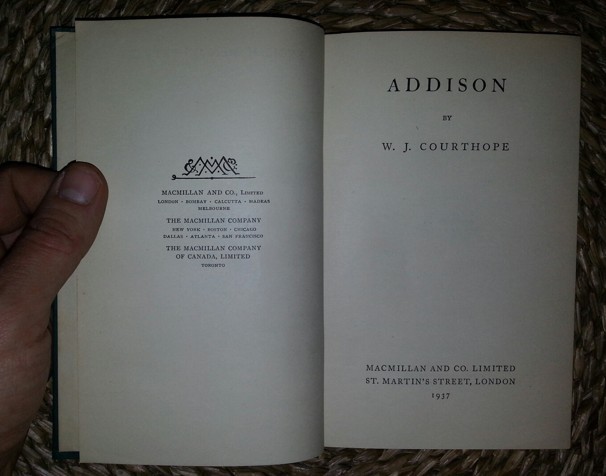 MACMILLAN AND CO., LIMITED
LONDON · BOMBAY · CALCUTTA · MADRAS
MELBOURNE
THE MACMILLAN COMPANY
NEW YORK · BOSTON · CHICAGO
DALLAS · ATLANTA · SAN FRANCISCO
THE MACMILLAN COMPANY
OF CANADA, LIMITED
TORONTO
ADDISON
BY
W. J. COURTHOPE
MACMILLAN AND CO. LIMITED
ST. MARTIN'S STREET, LONDON
1937